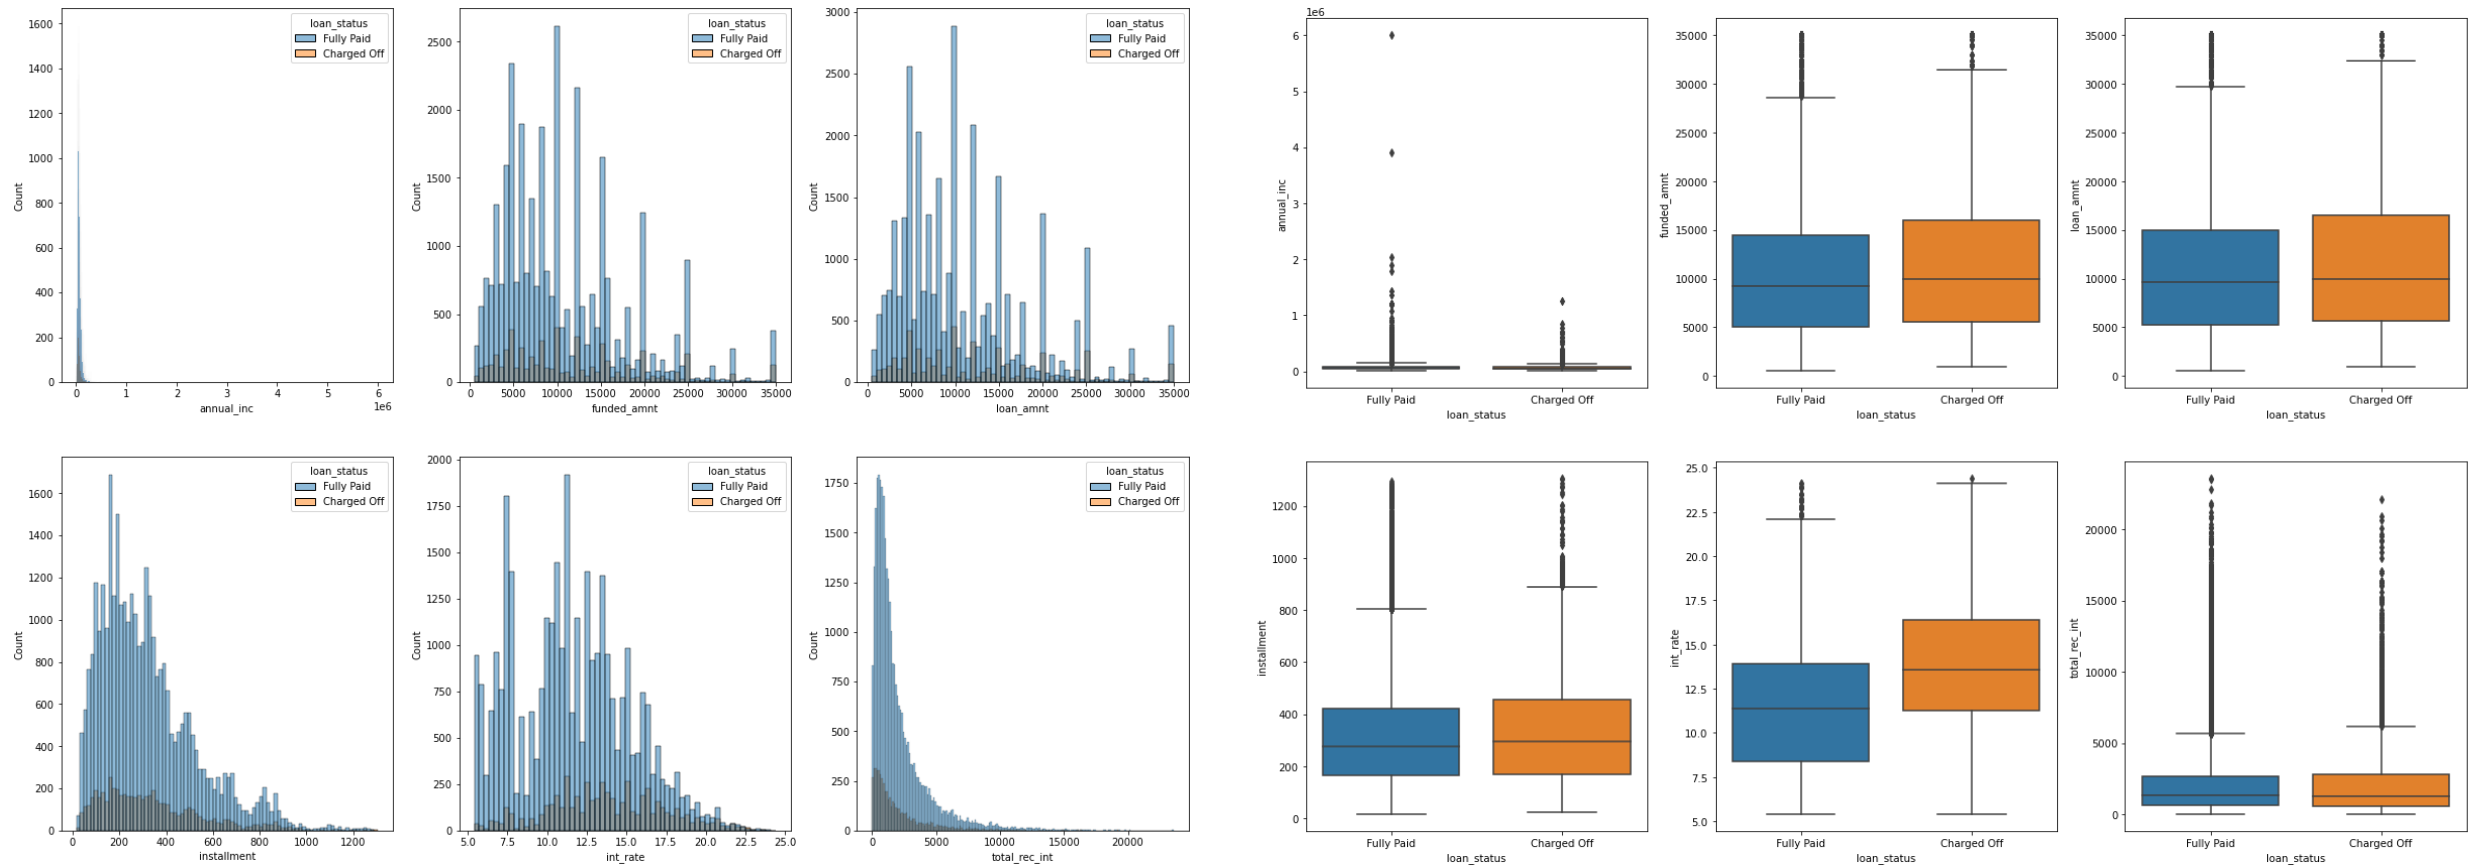 loan_status
Fully Paid
Charged Off
1600
1400
1200
1000
800
600
400
200
0
Count
0 1 2 3 4 5 6
1e6
annual_inc
loan_status
Fully Paid
Charged Off
2500
2000
1500
1000
500
0
Count
0 5000 10000 15000 20000 25000 30000 35000
funded_amnt
loan_status
Fully Paid
Charged Off
3000
2500
2000
1500
1000
500
0
Count
0 5000 10000 15000 20000 25000 30000 35000
loan_amnt
1e6
6
5
4
3
2
1
0
annual_inc
Fully Paid Charged Off
loan_status
35000
30000
25000
20000
15000
10000
5000
0
funded_amnt
Fully Paid Charged Off
loan_status
35000
30000
25000
20000
15000
10000
5000
0
loan_amnt
Fully Paid Charged Off
loan_status
loan_status
Fully Paid
Charged Off
1600
1400
1200
1000
800
600
400
200
0
Count
0 200 400 600 800 1000 1200
installment
loan_status
Fully Paid
Charged Off
2000
1750
1500
1250
1000
750
500
250
0
Count
5.0 7.5 10.0 12.5 15.0 17.5 20.0 22.5 25.0
int_rate
loan_status
Fully Paid
Charged Off
1750
1500
1250
1000
750
500
250
0
Count
0 5000 10000 15000 20000
total_rec_int
1200
1000
800
600
400
200
0
installment
Fully Paid Charged Off
loan_status
25.0
22.5
20.0
17.5
15.0
12.5
10.0
7.5
5.0
int_rate
Fully Paid Charged Off
loan_status
20000
15000
10000
5000
0
total_rec_int
Fully Paid Charged Off
loan_status